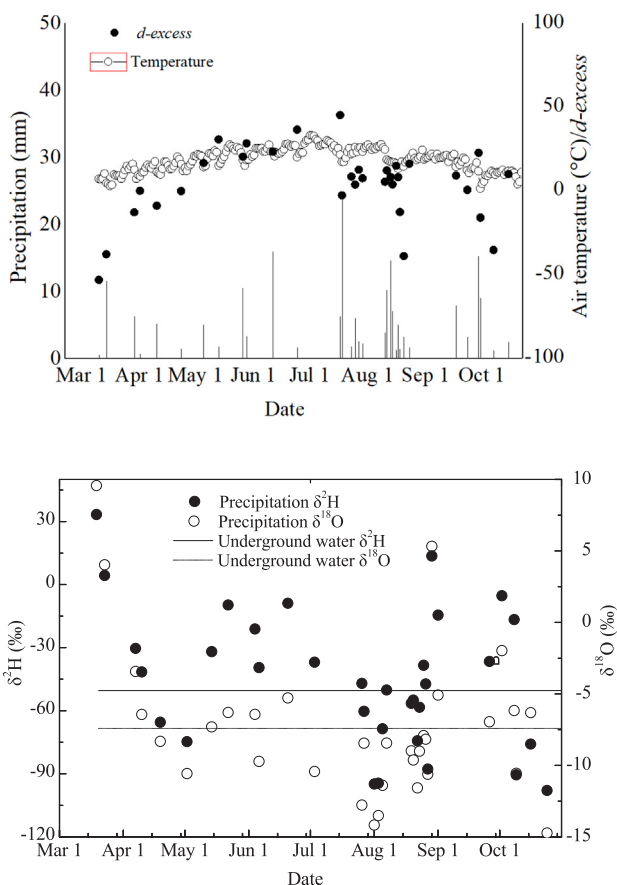 50
40
30
20
10
0
Precipitation (mm)
d-excess
Temperature
100
50
0
-50
-100
Air temperature (°C)/d-excess
Mar 1 Apr 1 May 1 Jun 1 Jul 1 Aug 1 Sep 1 Oct 1
Date
30
0
-30
-60
-90
-120
δ²H (‰)
Precipitation δ²H
Precipitation δ¹⁸O
Underground water δ²H
Underground water δ¹⁸O
10
5
0
-5
-10
-15
δ¹⁸O (‰)
Mar 1 Apr 1 May 1 Jun 1 Jul 1 Aug 1 Sep 1 Oct 1
Date